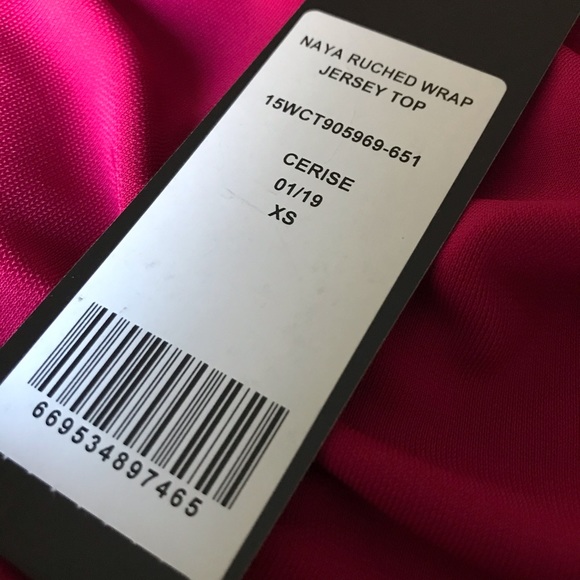 NAYA RUCHED WRAP
JERSEY TOP
15WCT905969-651
CERISE
01/19
XS
669534897465